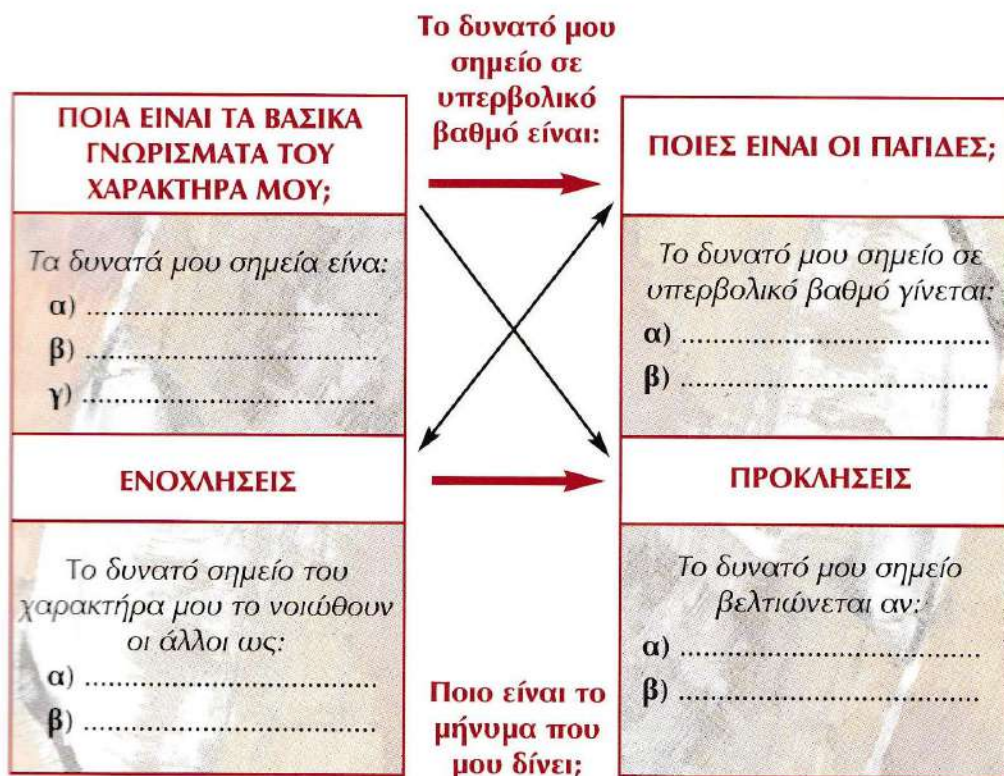 Το δυνατό μου
σημείο σε
υπερβολικό
βαθμό είναι:
ΠΟΙΑ ΕΙΝΑΙ ΤΑ ΒΑΣΙΚΑ
ΓΝΩΡΙΣΜΑΤΑ ΤΟΥ
ΧΑΡΑΚΤΗΡΑ ΜΟΥ;
Τα δυνατά μου σημεία είνα:
α) ......................................
β) ......................................
γ) ......................................
ΠΟΙΕΣ ΕΙΝΑΙ ΟΙ ΠΑΓΙΔΕΣ;
Το δυνατό μου σημείο σε
υπερβολικό βαθμό γίνεται:
α) ........................................
β) ........................................
ΕΝΟΧΛΗΣΕΙΣ
Το δυνατό σημείο του
χαρακτήρα μου το νοιώθουν
οι άλλοι ως:
α) ......................................
β) ......................................
ΠΡΟΚΛΗΣΕΙΣ
Το δυνατό μου σημείο
βελτιώνεται αν:
α) ........................................
β) ........................................
Ποιο είναι το
μήνυμα που
μου δίνει;